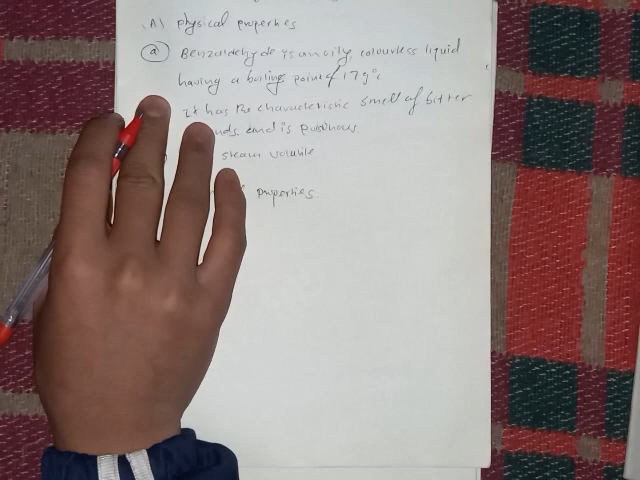 (A) physical properties
(a) Benzaldehyde is an oily, colourless liquid
having a boiling point of 179°C
It has the characteristic smell of bitter
nds and is poisonous
steam volatile
properties.